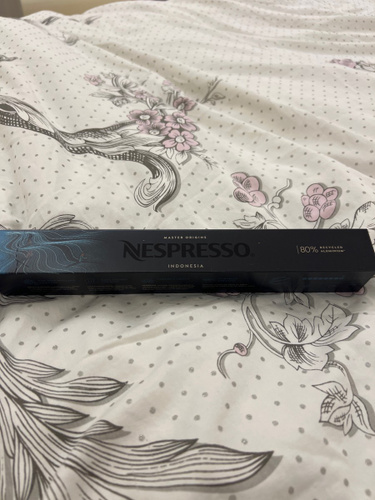 MASTER ORIGINS
NESPRESSO
INDONESIA
80% RECYCLED
ALUMINIUM